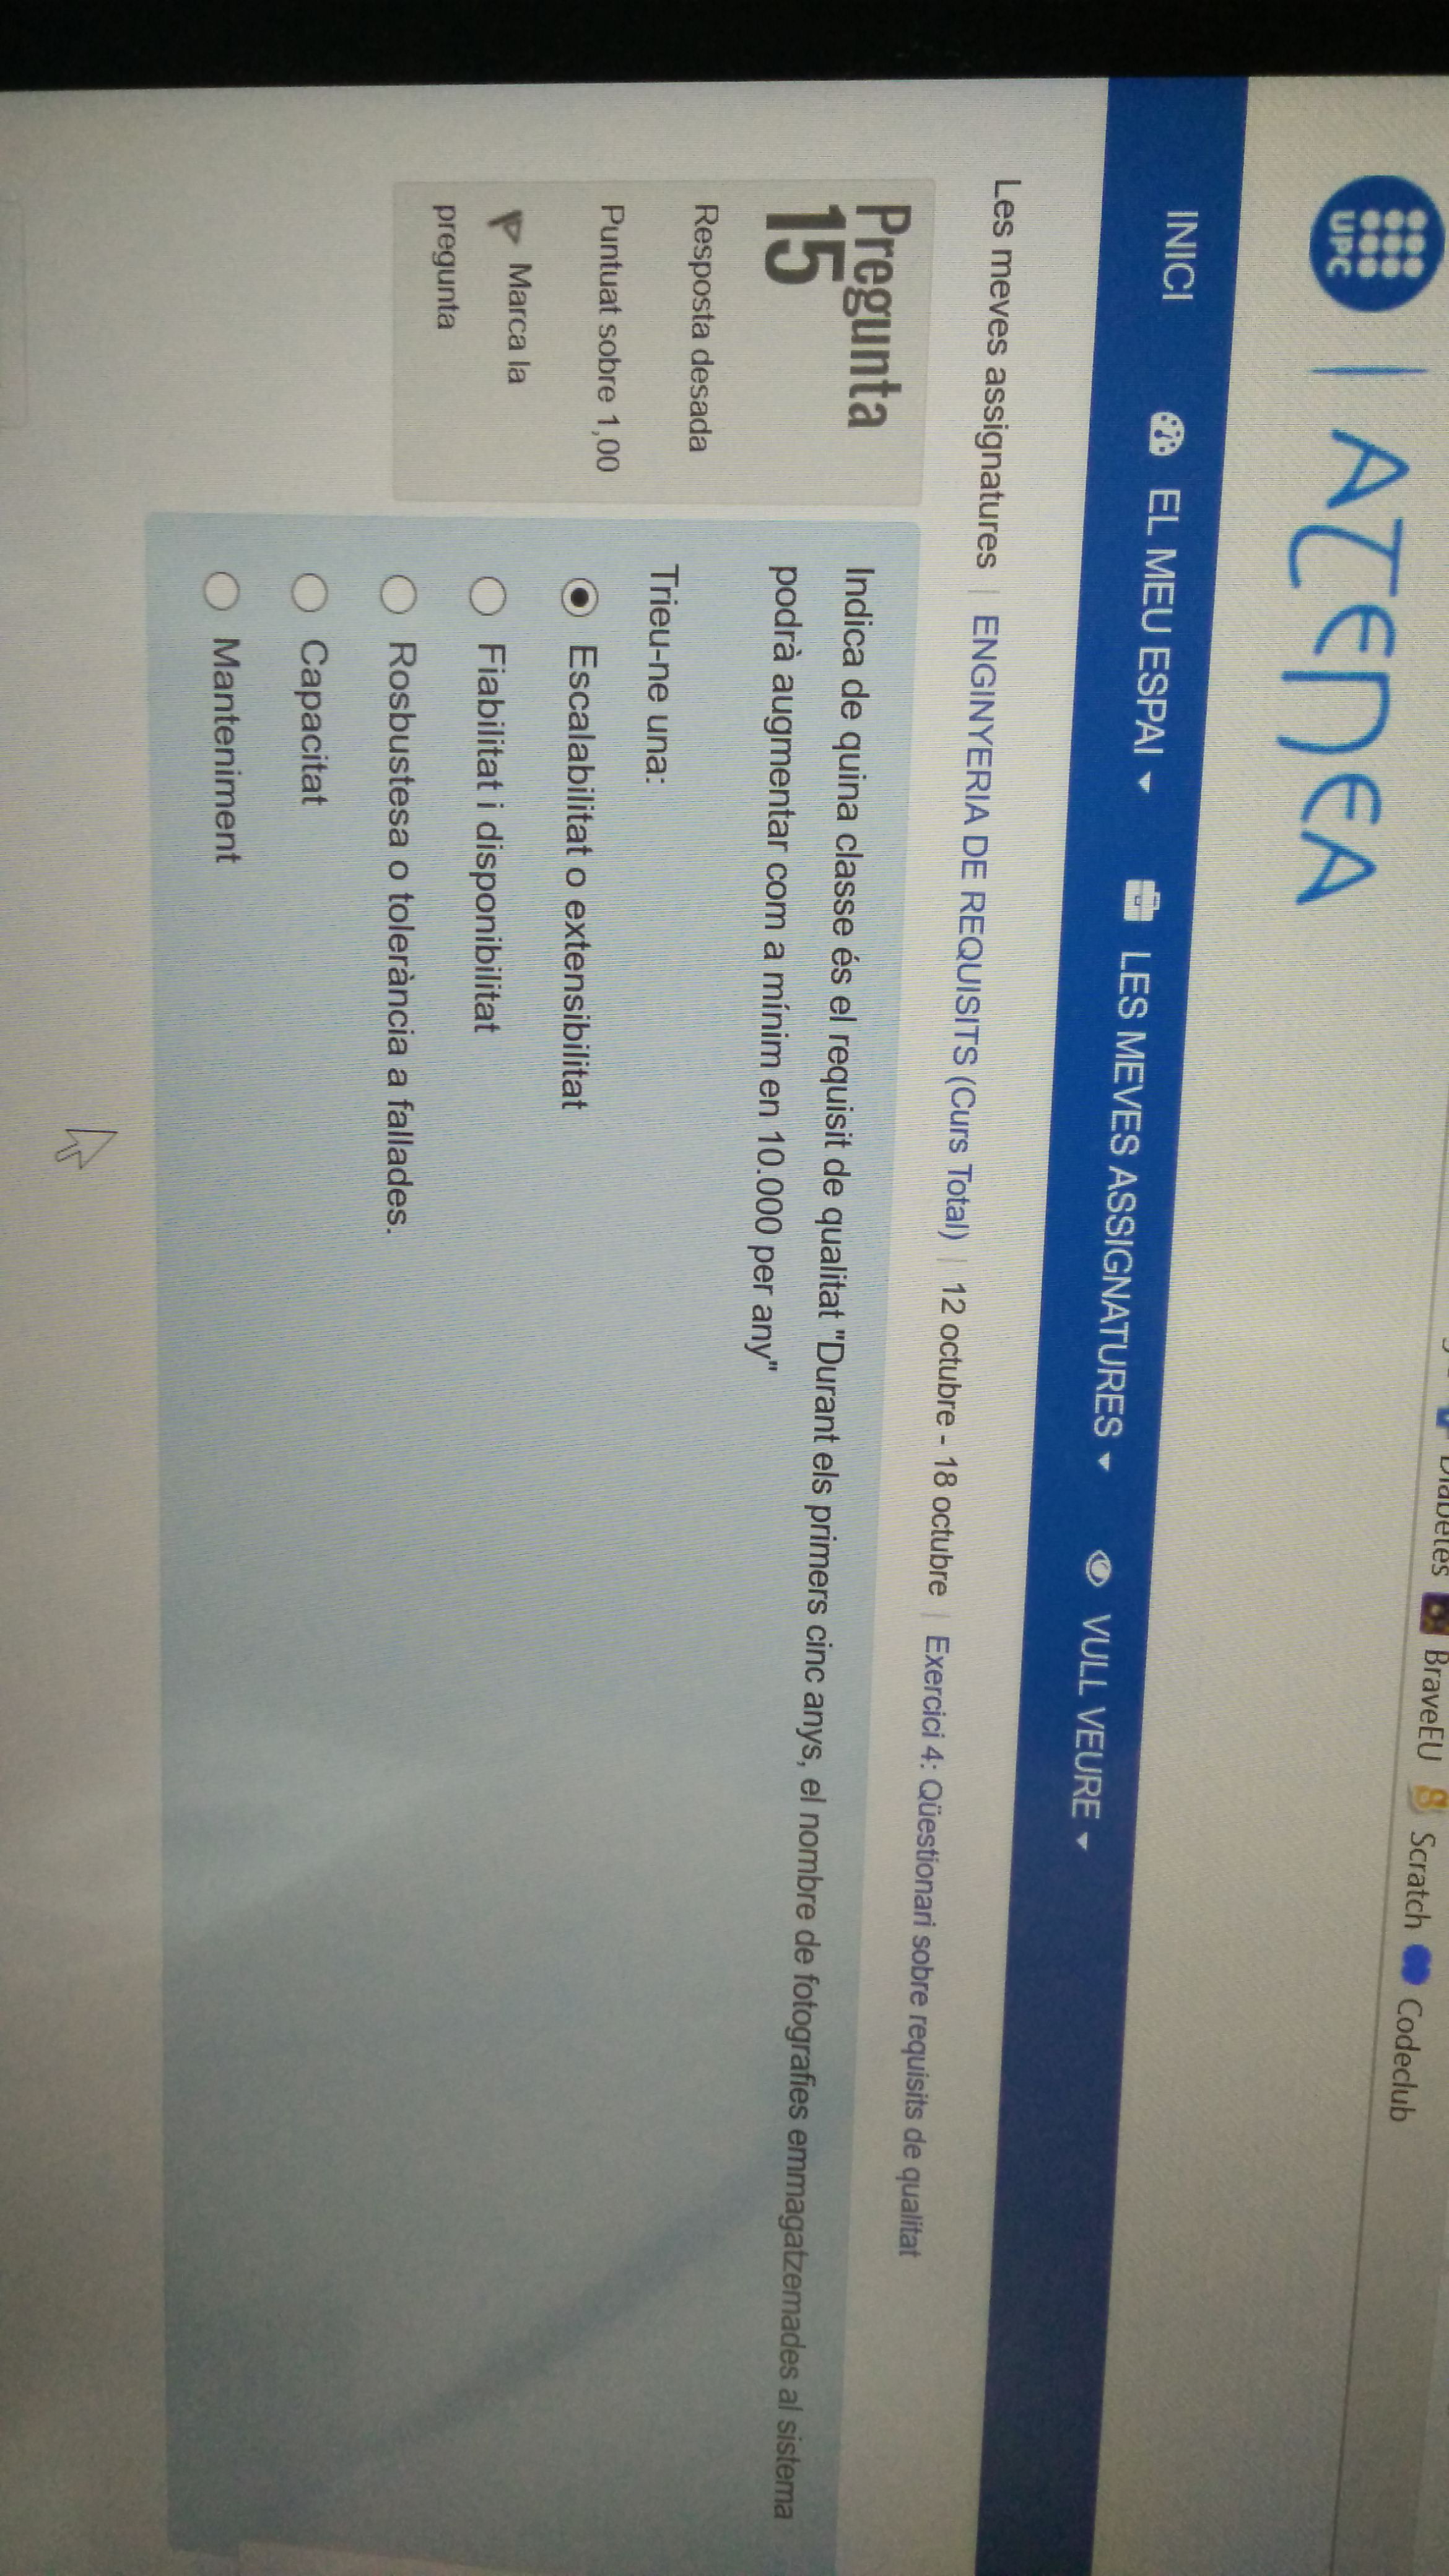 Diabetes BraveEU Scratch Codeclub
UPC ATENEA
INICI EL MEU ESPAI LES MEVES ASSIGNATURES VULL VEURE
Les meves assignatures | ENGINYERIA DE REQUISITS (Curs Total) | 12 octubre - 18 octubre | Exercici 4: Qüestionari sobre requisits de qualitat
Pregunta
15
Resposta desada
Puntuat sobre 1,00
Marca la
pregunta
Indica de quina classe és el requisit de qualitat "Durant els primers cinc anys, el nombre de fotografies emmagatzemades al sistema
podrà augmentar com a mínim en 10.000 per any"
Trieu-ne una:
Escalabilitat o extensibilitat
Fiabilitat i disponibilitat
Rosbustesa o tolerància a fallades.
Capacitat
Manteniment